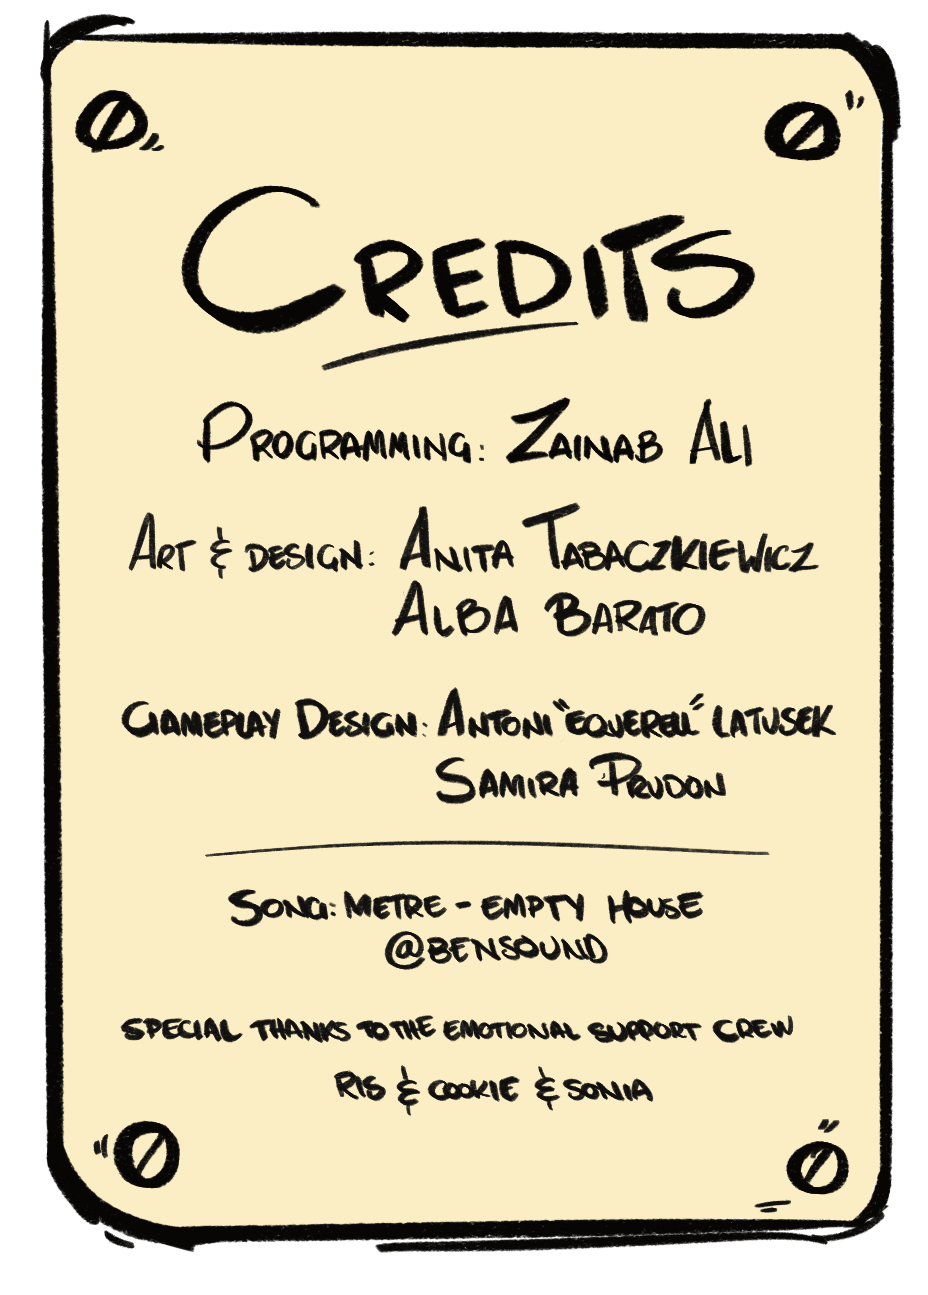 CREDITS
PROGRAMMING: ZAINAB ALI
ART & DESIGN: ANITA TABACZKIEWICZ
ALBA BARATO
GAMEPLAY DESIGN: ANTONI "EQUERELL" LATUSEK
SAMIRA PRUDON
SONG: METRE - EMPTY HOUSE
@BENSOUND
SPECIAL THANKS TO THE EMOTIONAL SUPPORT CREW
RIS & COOKIE & SONIA